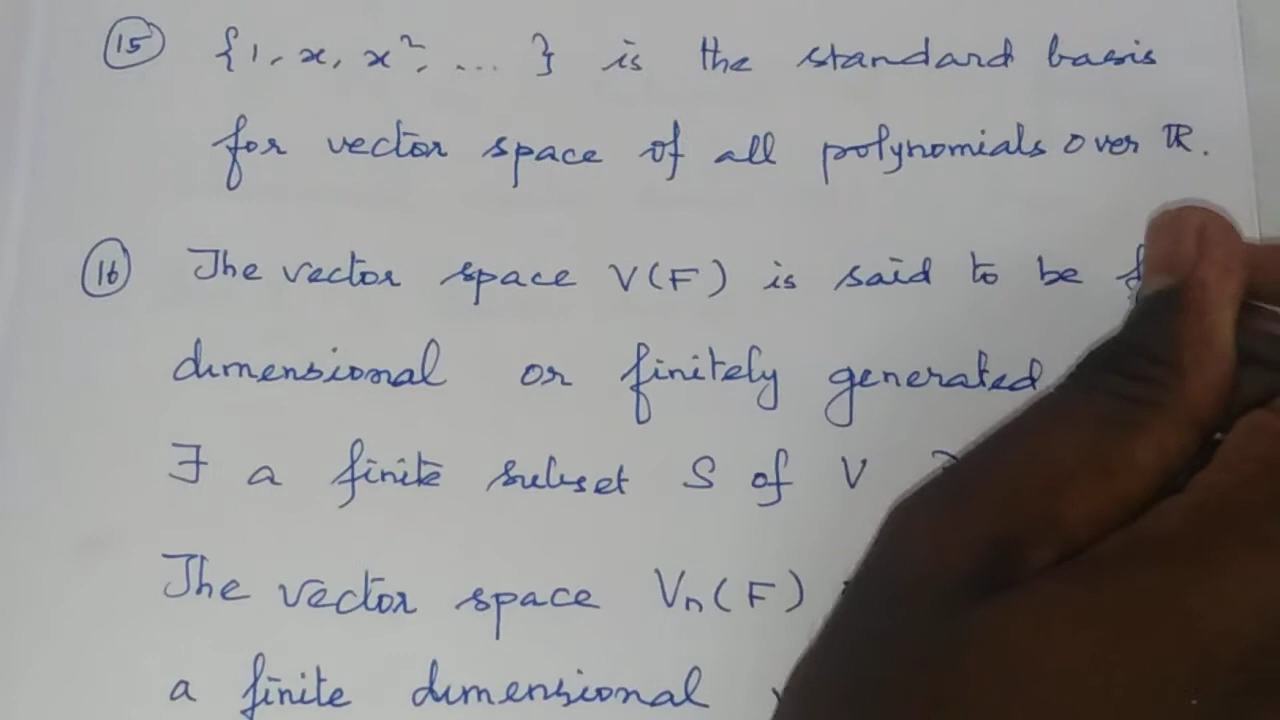 (15) {1, x, x², ... } is the standard basis
for vector space of all polynomials over ℝ.
(16) The vector space V(F) is said to be
dimensional or finitely generated
∃ a finite subset S of V
The vector space Vn(F)
a finite dimensional